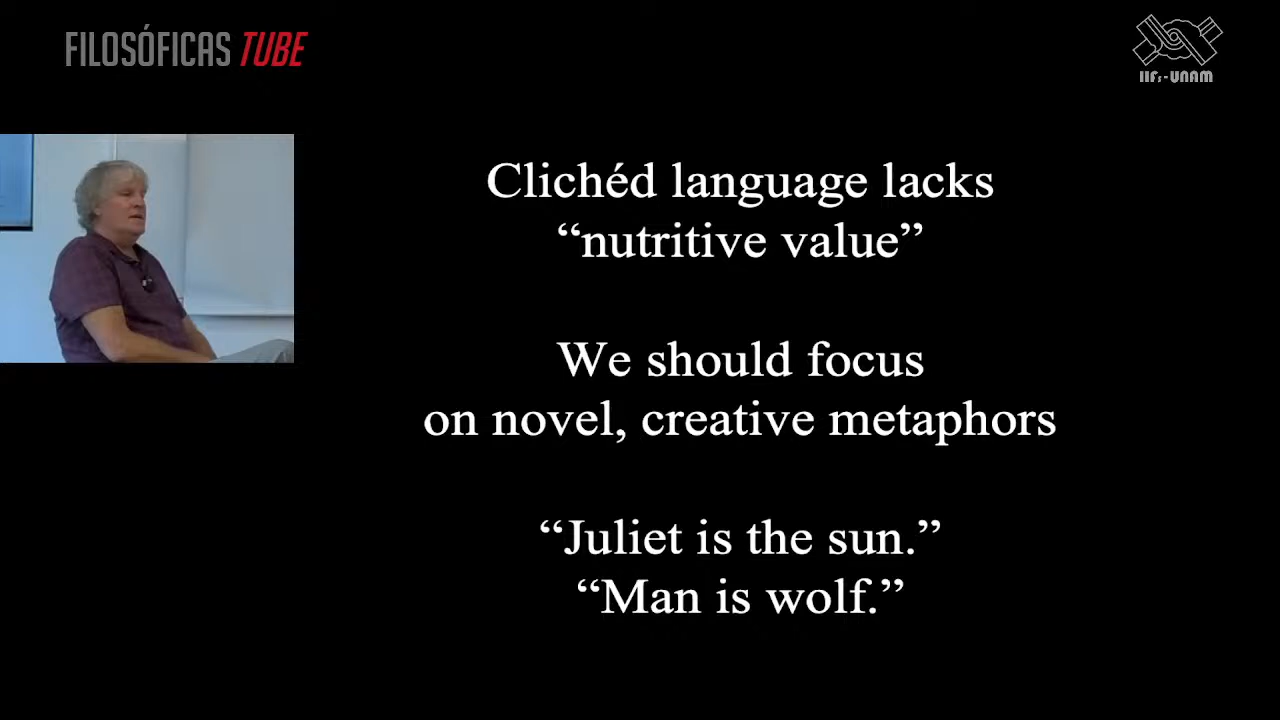 FILOSÓFICAS TUBE
IIFs-UNAM
Clichéd language lacks
“nutritive value”
We should focus
on novel, creative metaphors
“Juliet is the sun.”
“Man is wolf.”